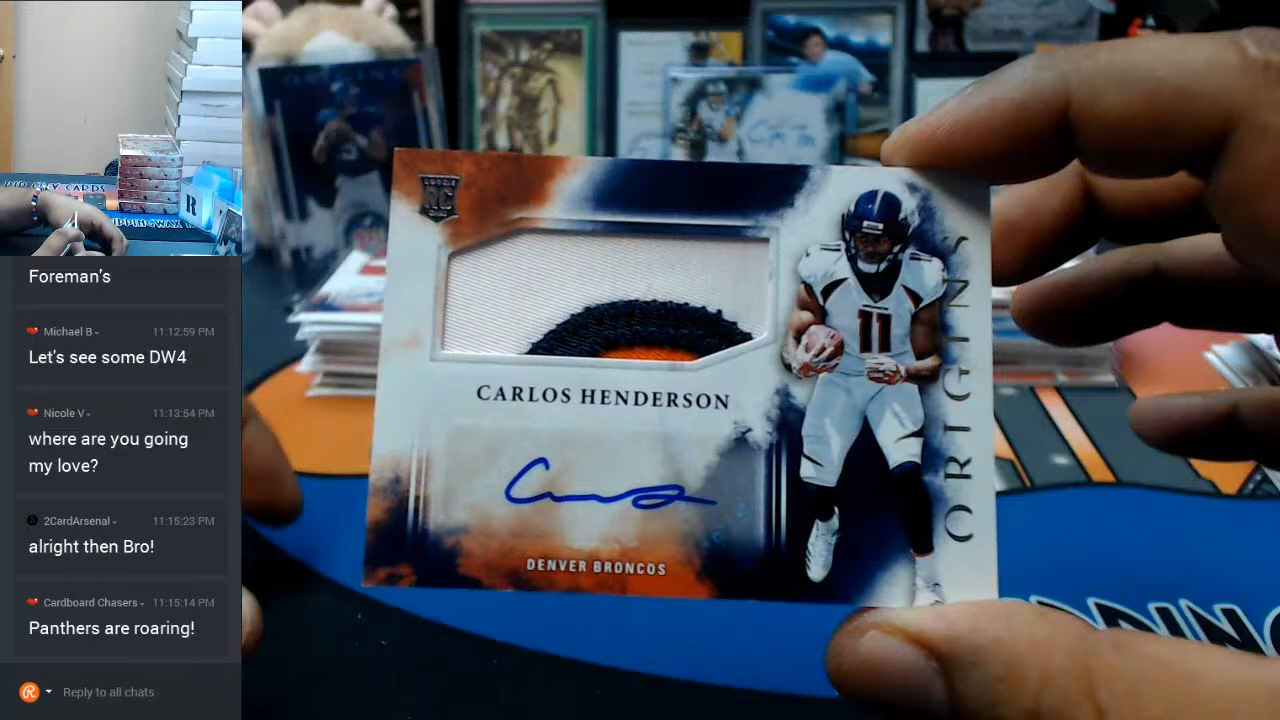 Foreman's
Michael B
11:12:59 PM
Let's see some DW4
Nicole V
11:13:54 PM
where are you going
my love?
2CardArsenal
11:15:23 PM
alright then Bro!
Cardboard Chasers
11:15:14 PM
Panthers are roaring!
Reply to all chats
RC
11
CARLOS HENDERSON
DENVER BRONCOS
ORIGINS